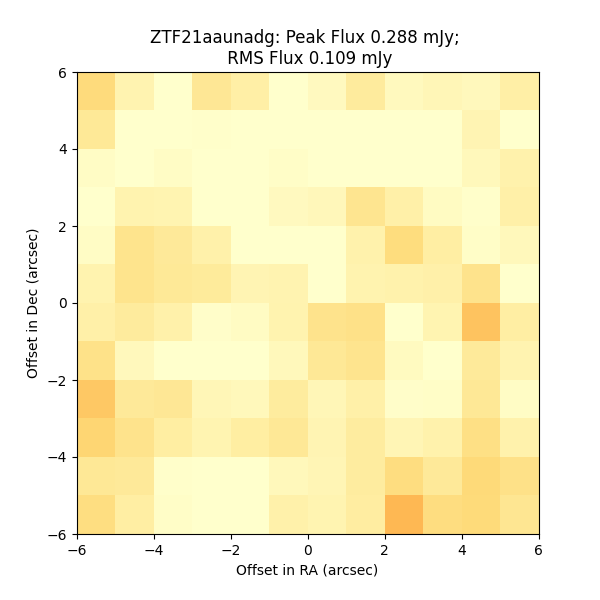 ZTF21aaunadg: Peak Flux 0.288 mJy;
RMS Flux 0.109 mJy
6
4
2
0
−2
−4
−6
Offset in Dec (arcsec)
−6 −4 −2 0 2 4 6
Offset in RA (arcsec)